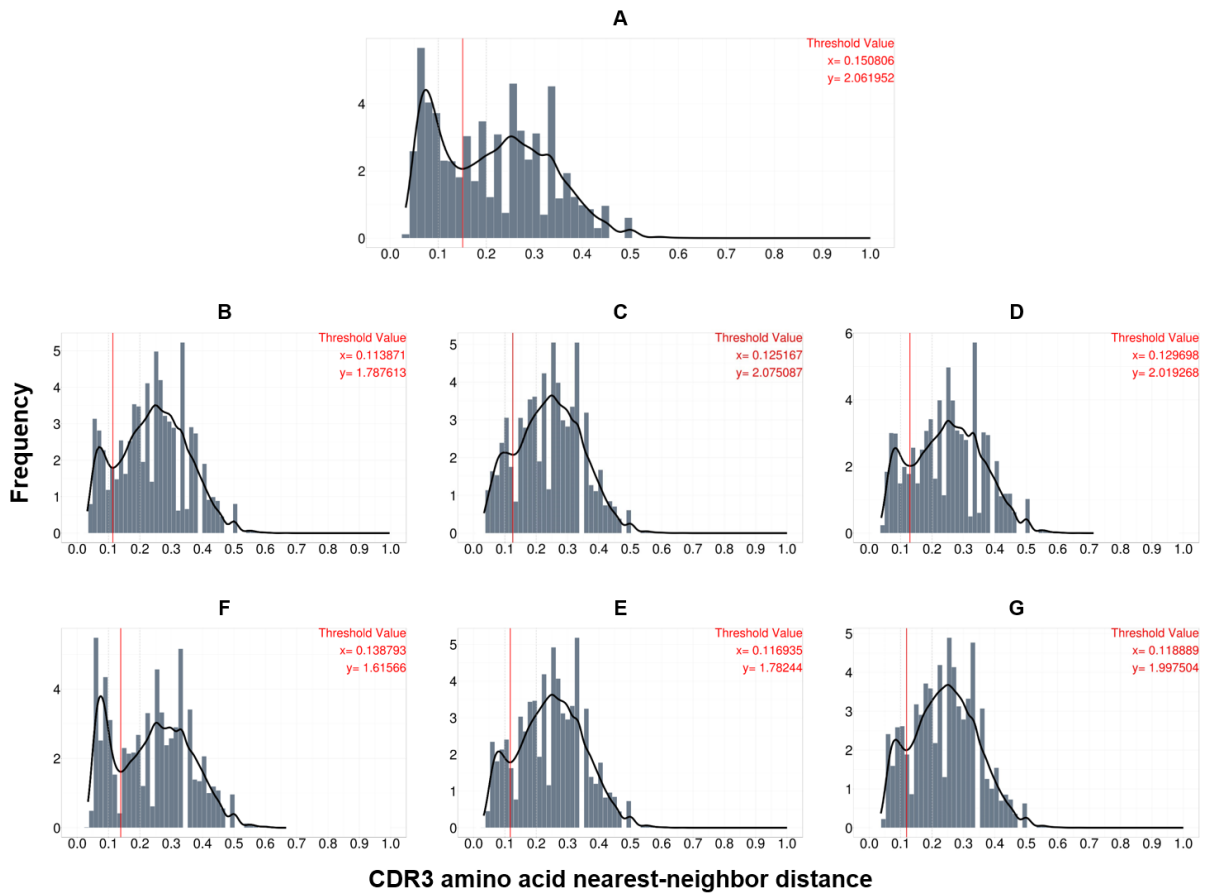 A
Threshold Value
x= 0.150806
y= 2.061952
4
2
0
0.0 0.1 0.2 0.3 0.4 0.5 0.6 0.7 0.8 0.9 1.0
B
Threshold Value
x= 0.113871
y= 1.787613
5
4
3
2
1
0
0.0 0.1 0.2 0.3 0.4 0.5 0.6 0.7 0.8 0.9 1.0
C
Threshold Value
x= 0.125167
y= 2.075087
5
4
3
2
1
0
0.0 0.1 0.2 0.3 0.4 0.5 0.6 0.7 0.8 0.9 1.0
D
Threshold Value
x= 0.129698
y= 2.019268
6
4
2
0
0.0 0.1 0.2 0.3 0.4 0.5 0.6 0.7 0.8 0.9 1.0
Frequency
F
Threshold Value
x= 0.138793
y= 1.61566
4
2
0
0.0 0.1 0.2 0.3 0.4 0.5 0.6 0.7 0.8 0.9 1.0
E
Threshold Value
x= 0.116935
y= 1.78244
5
4
3
2
1
0
0.0 0.1 0.2 0.3 0.4 0.5 0.6 0.7 0.8 0.9 1.0
G
Threshold Value
x= 0.118889
y= 1.997504
5
4
3
2
1
0
0.0 0.1 0.2 0.3 0.4 0.5 0.6 0.7 0.8 0.9 1.0
CDR3 amino acid nearest-neighbor distance